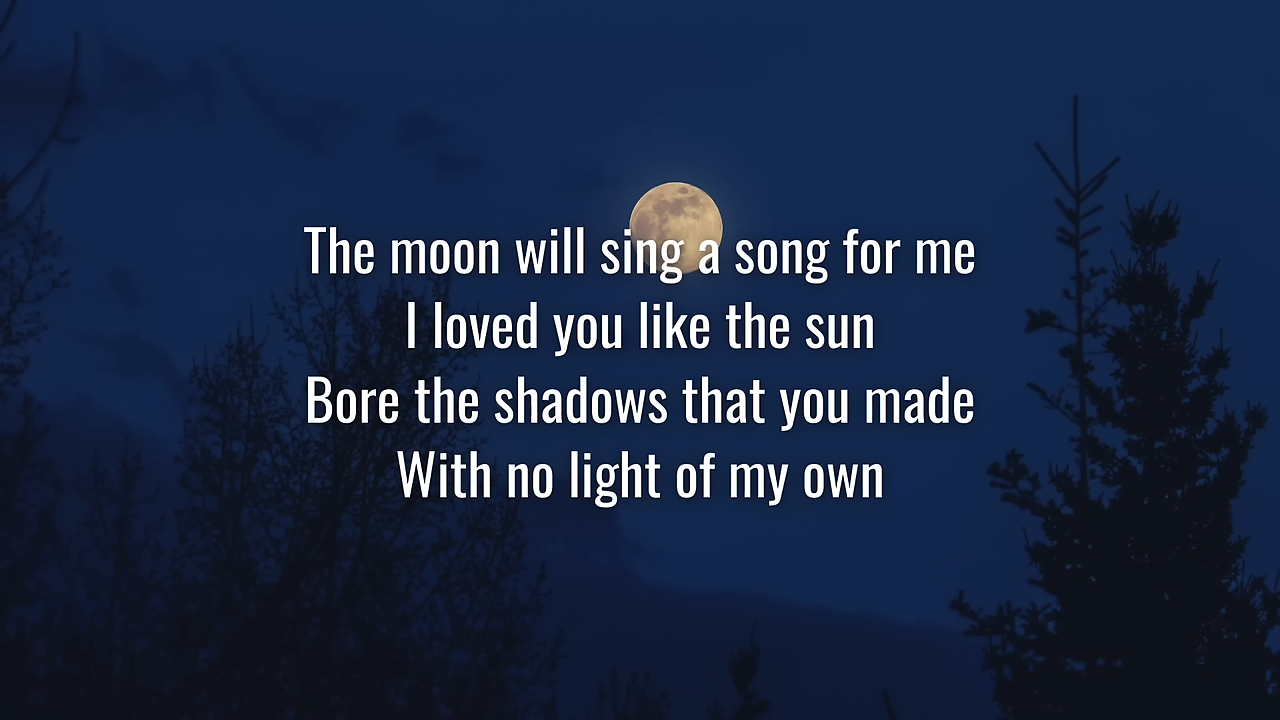 The moon will sing a song for me
I loved you like the sun
Bore the shadows that you made
With no light of my own